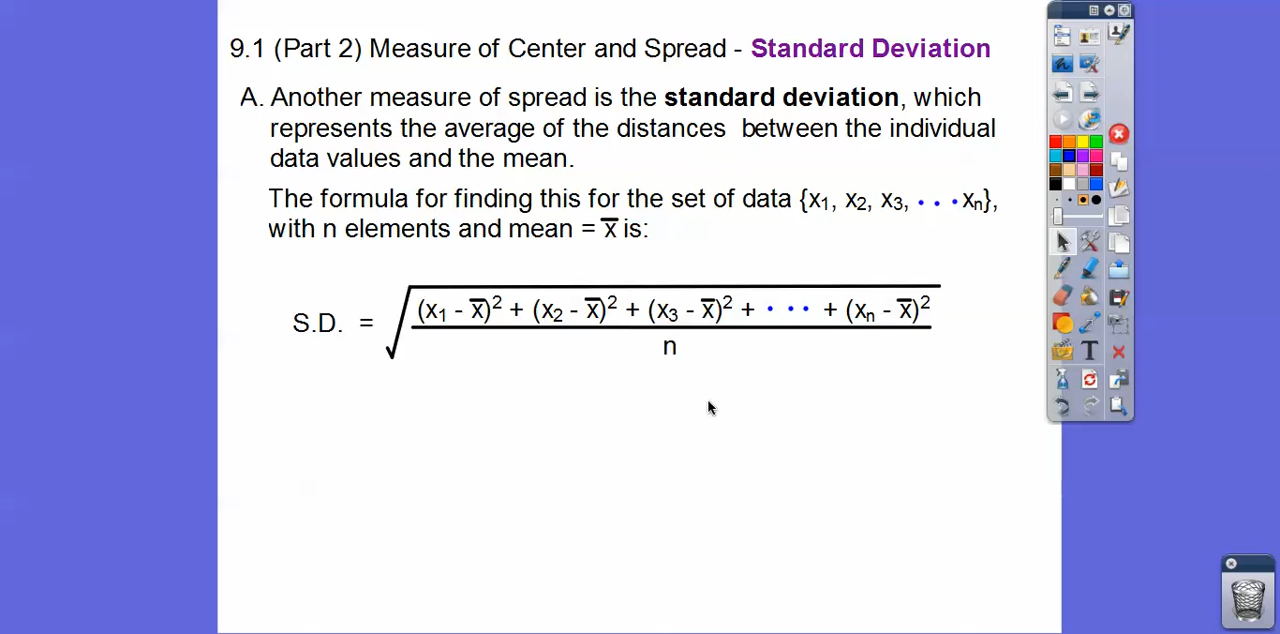 9.1 (Part 2) Measure of Center and Spread - Standard Deviation
A. Another measure of spread is the standard deviation, which
represents the average of the distances between the individual
data values and the mean.
The formula for finding this for the set of data {x₁, x₂, x₃, . . . xₙ},
with n elements and mean = x̅ is:
S.D. = √((x₁ - x̅)² + (x₂ - x̅)² + (x₃ - x̅)² + · · · + (xₙ - x̅)²
n